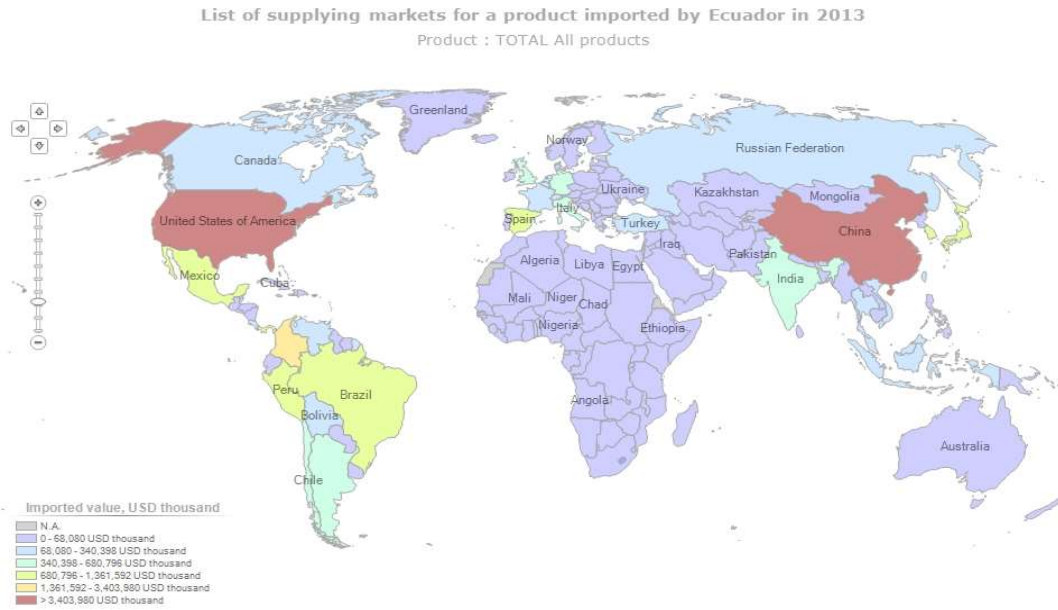 List of supplying markets for a product imported by Ecuador in 2013
Product : TOTAL All products
Greenland
Norway
Canada
Russian Federation
Ukraine
Kazakhstan
Mongolia
United States of America
Spain
Italy
Turkey
China
Mexico
Cuba
Algeria
Libya
Egypt
Iraq
Pakistan
India
Mali
Niger
Chad
Nigeria
Ethiopia
Peru
Brazil
Angola
Bolivia
Australia
Chile
Imported value, USD thousand
N.A.
0 - 68,080 USD thousand
68,080 - 340,398 USD thousand
340,398 - 680,796 USD thousand
680,796 - 1,361,592 USD thousand
1,361,592 - 3,403,980 USD thousand
> 3,403,980 USD thousand